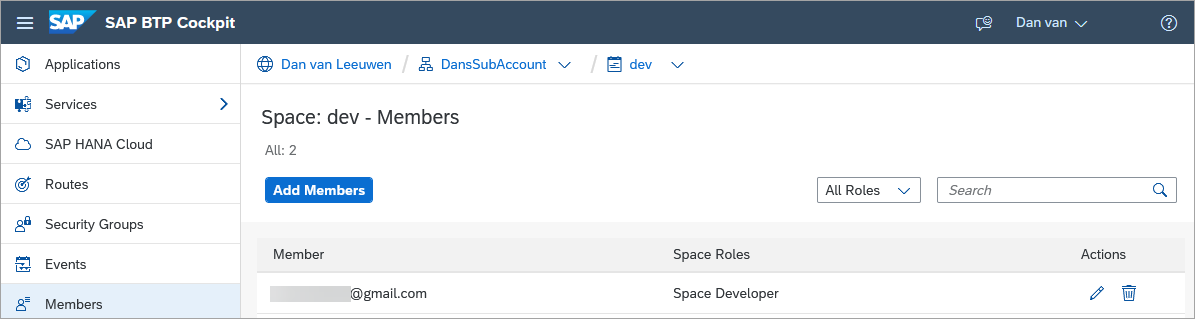 SAP SAP BTP Cockpit Dan van
Applications
Dan van Leeuwen / DansSubAccount / dev
Services
Space: dev - Members
SAP HANA Cloud
All: 2
Routes
Add Members All Roles Search
Security Groups
Events
Member Space Roles Actions
Members
@gmail.com Space Developer